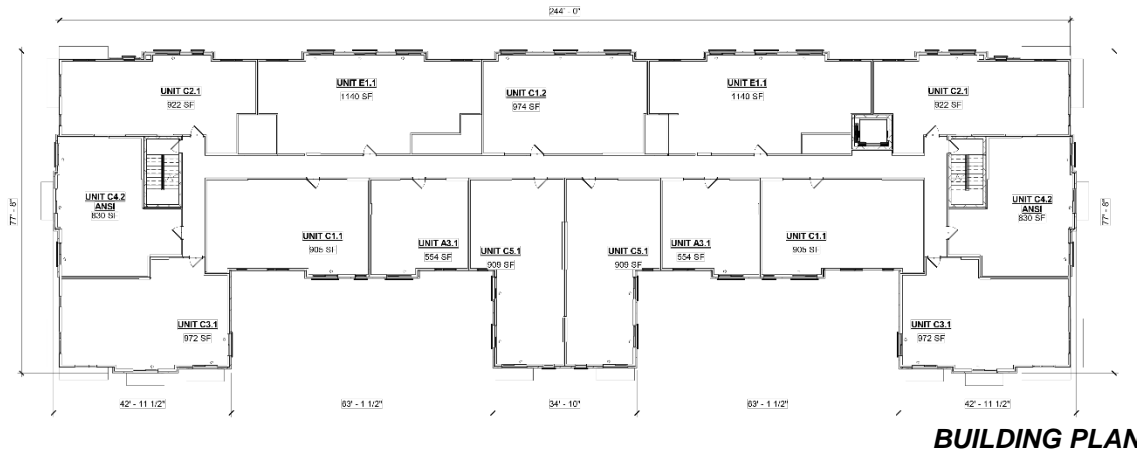 244' - 0"
UNIT C2.1
922 SF
UNIT E1.1
1140 SF
UNIT C1.2
974 SF
UNIT E1.1
1140 SF
UNIT C2.1
922 SF
77' - 8"
UNIT C4.2
ANSI
830 SF
UNIT C4.2
ANSI
830 SF
77' - 8"
UNIT C1.1
905 SF
UNIT A3.1
554 SF
UNIT C5.1
909 SF
UNIT C5.1
909 SF
UNIT A3.1
554 SF
UNIT C1.1
905 SF
UNIT C3.1
972 SF
UNIT C3.1
972 SF
42' - 11 1/2"
63' - 1 1/2"
34' - 10"
63' - 1 1/2"
42' - 11 1/2"
BUILDING PLAN